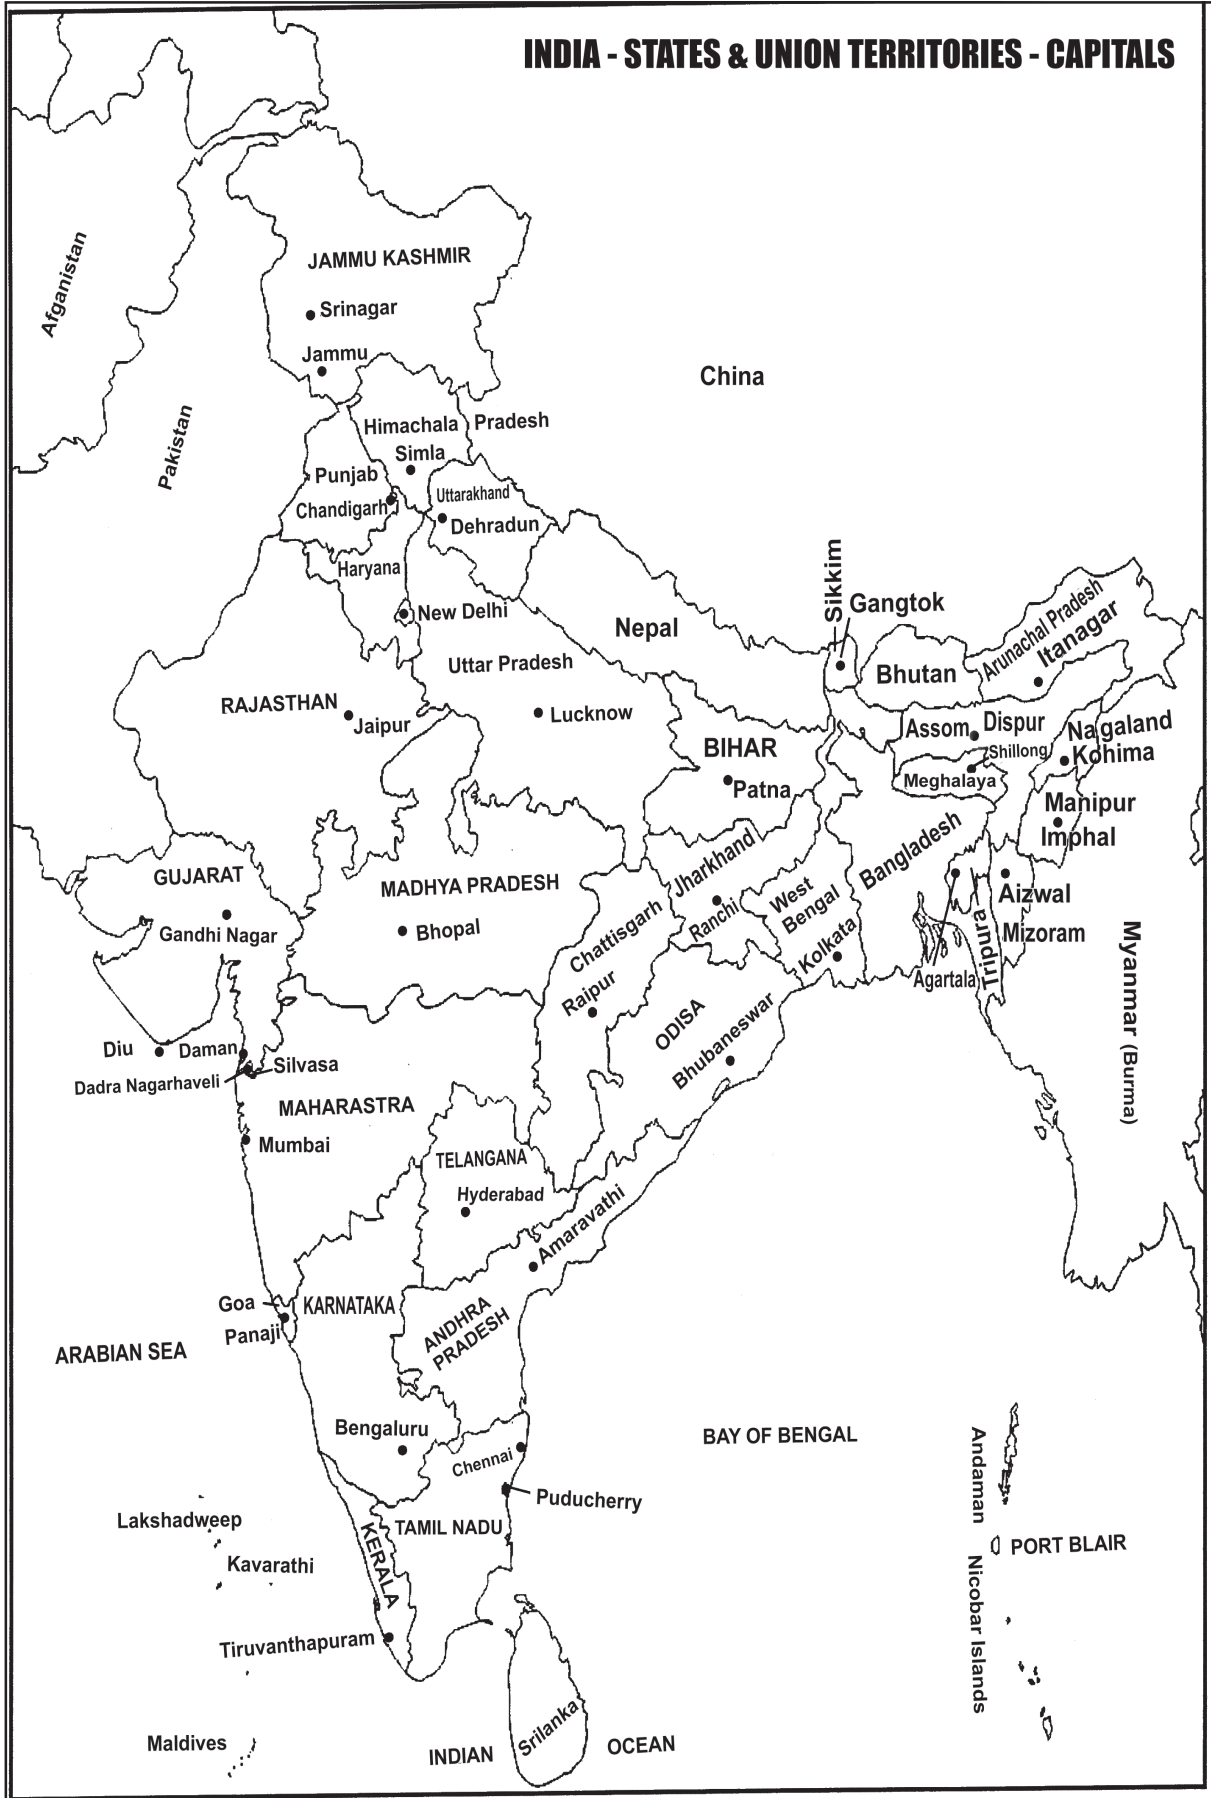 INDIA - STATES & UNION TERRITORIES - CAPITALS
Afganistan
JAMMU KASHMIR
Srinagar
Jammu
China
Pakistan
Himachala Pradesh
Simla
Punjab
Chandigarh
Uttarakhand
Dehradun
Haryana
New Delhi
Sikkim
Gangtok
Nepal
Bhutan
Arunachal Pradesh
Itanagar
Uttar Pradesh
Lucknow
RAJASTHAN
Jaipur
BIHAR
Patna
Assom
Dispur
Shillong
Meghalaya
Nagaland
Kohima
Manipur
Imphal
GUJARAT
Gandhi Nagar
MADHYA PRADESH
Bhopal
Jharkhand
Ranchi
West
Bengal
Kolkata
Bangladesh
Aizwal
Mizoram
Tripura
Agartala
Myanmar (Burma)
Chattisgarh
Raipur
ODISA
Bhubaneswar
Diu
Daman
Dadra Nagarhaveli
Silvasa
MAHARASTRA
Mumbai
TELANGANA
Hyderabad
Amaravathi
Goa
Panaji
KARNATAKA
ANDHRA
PRADESH
ARABIAN SEA
Bengaluru
Chennai
BAY OF BENGAL
Puducherry
Lakshadweep
Kavarathi
TAMIL NADU
KERALA
Tiruvanthapuram
Andaman Nicobar Islands
PORT BLAIR
Maldives
Srilanka
INDIAN OCEAN